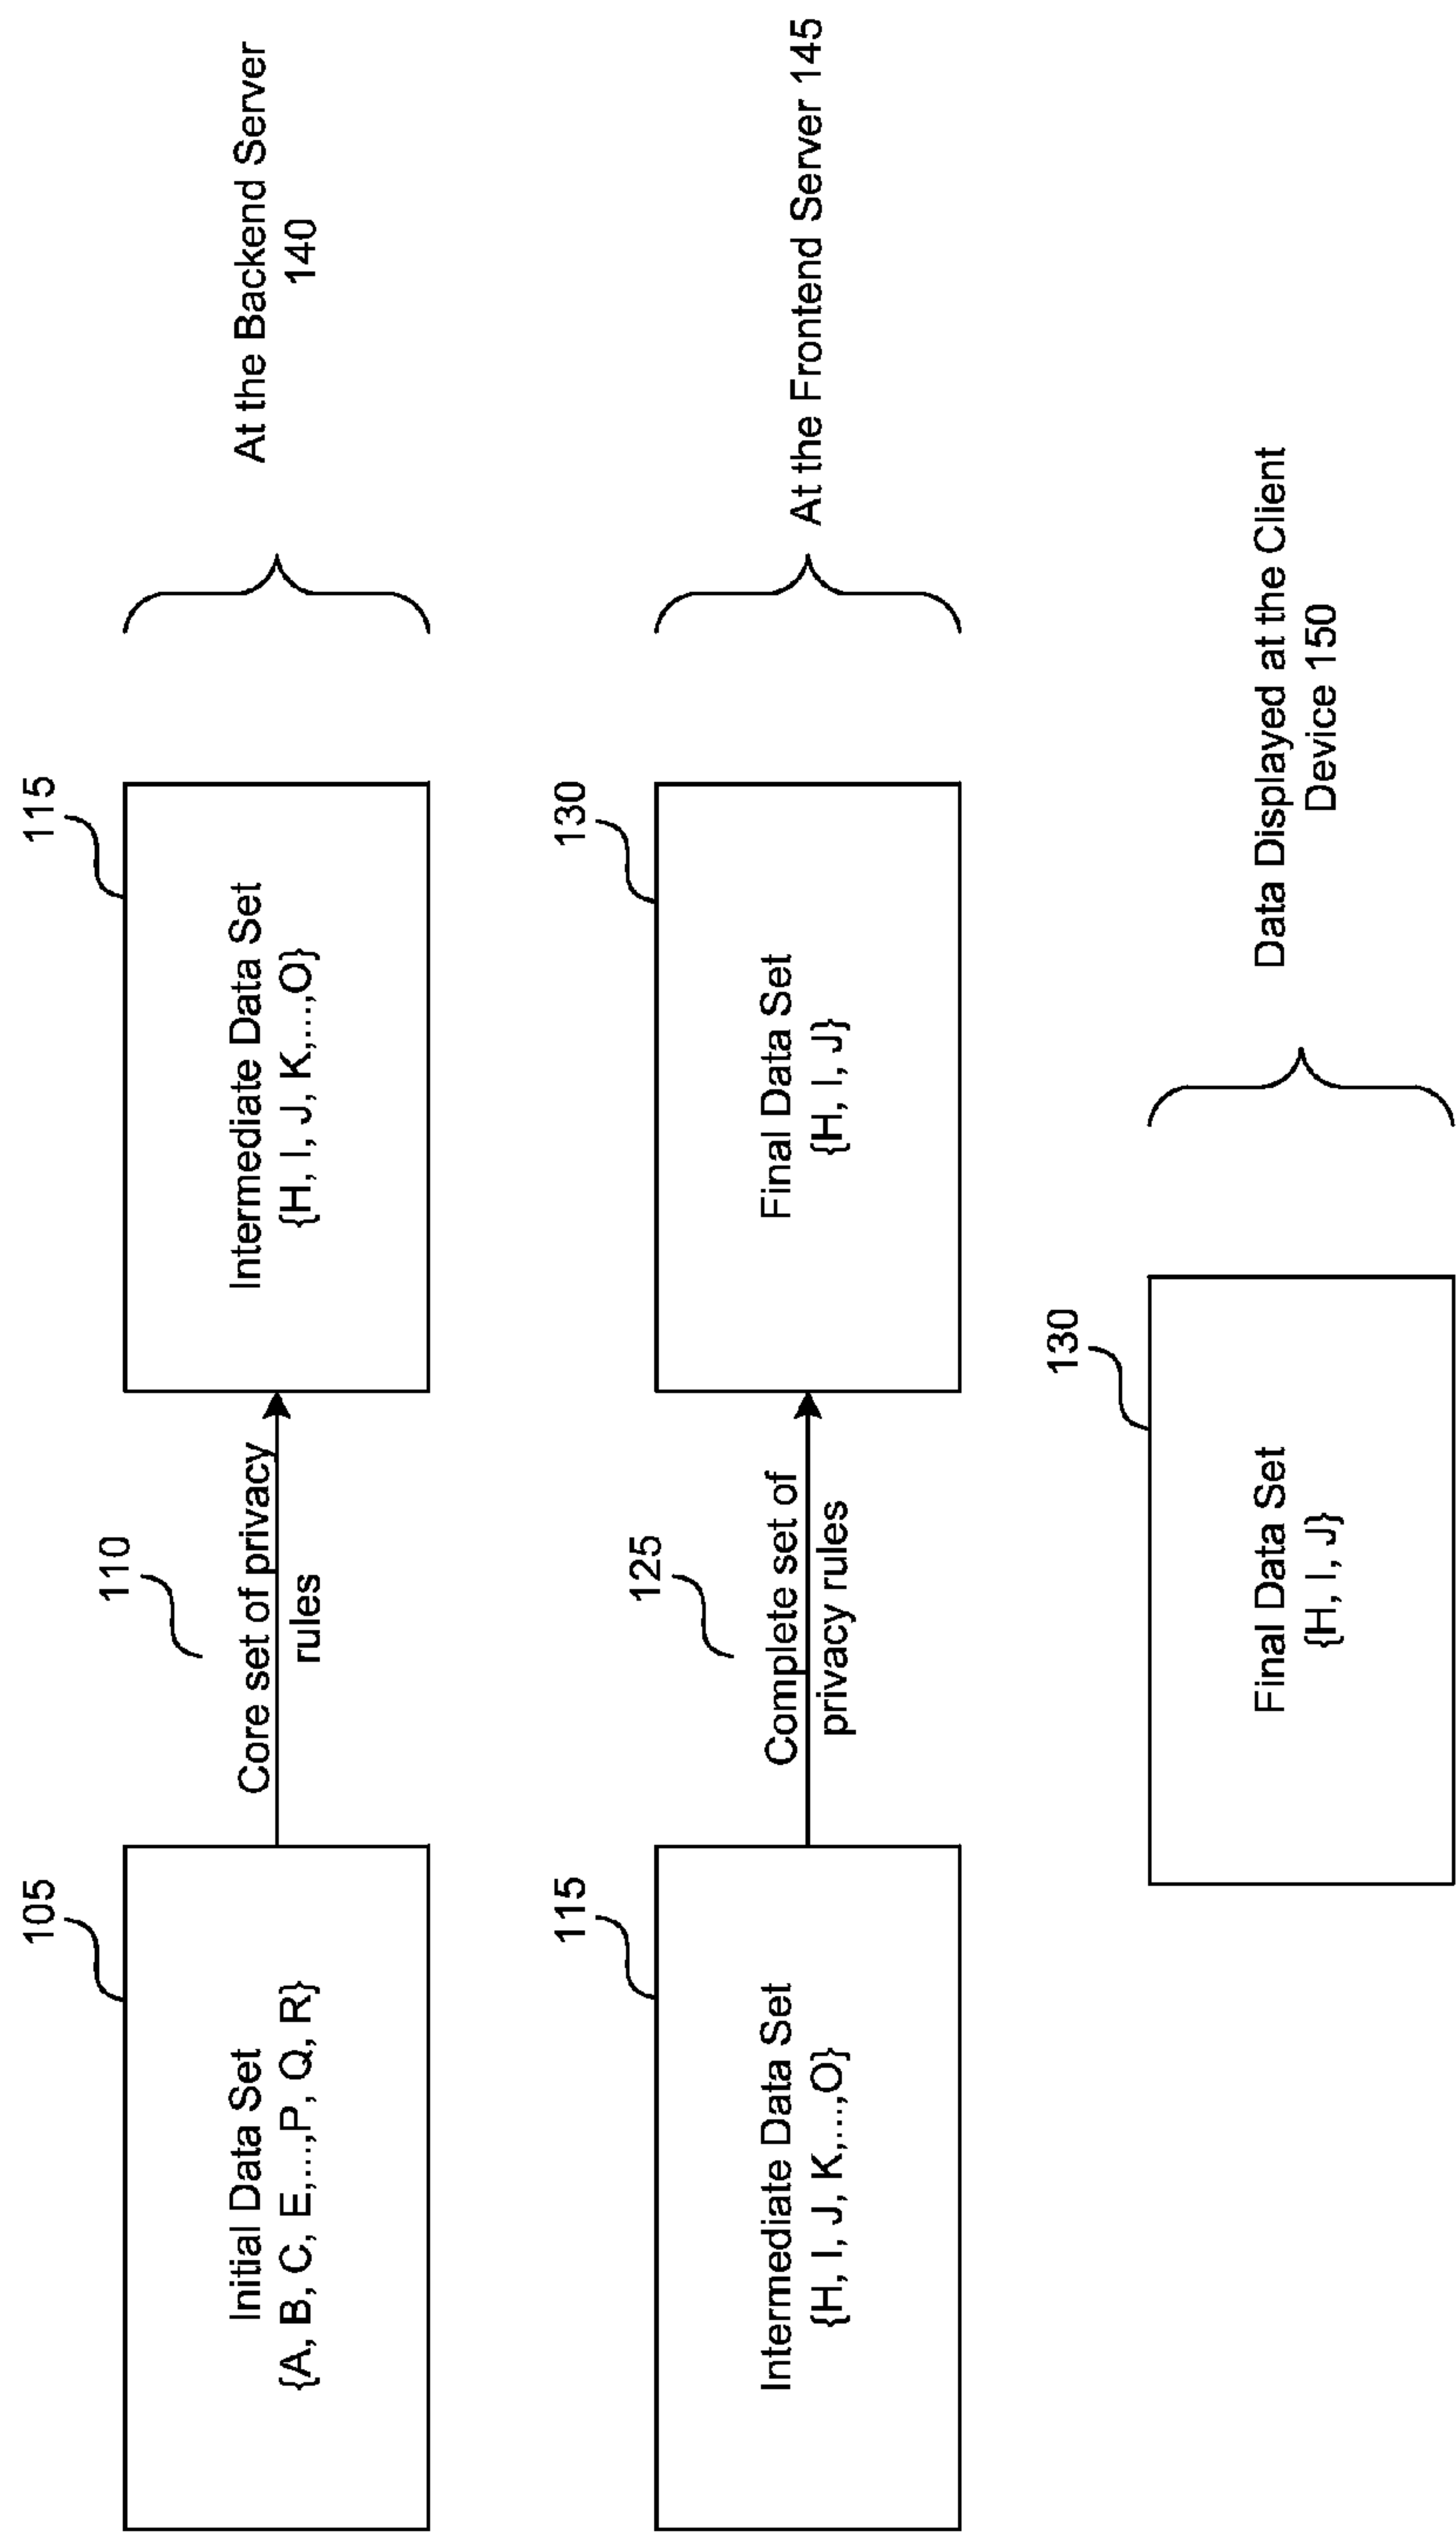 105
Initial Data Set
{A, B, C, E,...,P, Q, R}
110
Core set of privacy
rules
115
Intermediate Data Set
{H, I, J, K,...,O}
At the Backend Server
140
115
Intermediate Data Set
{H, I, J, K,...,O}
125
Complete set of
privacy rules
130
Final Data Set
{H, I, J}
At the Frontend Server 145
130
Final Data Set
{H, I, J}
Data Displayed at the Client
Device 150